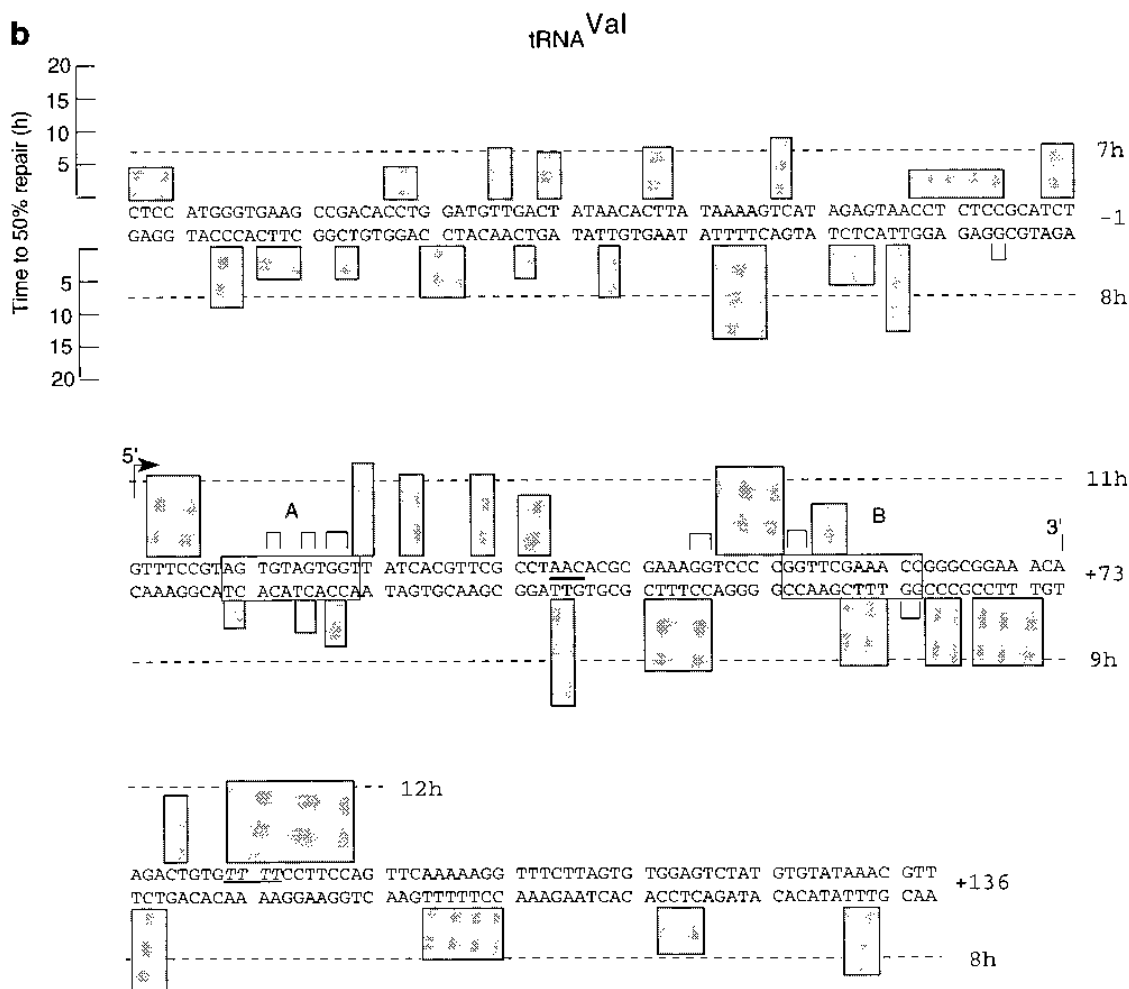 b
tRNA Val
Time to 50% repair (h)
20
15
10
5
5
10
15
20
7h
CTCC ATGGGTGAAG CCGACACCTG GATGTTGACT ATAACACTTA TAAAAGTCAT AGAGTAACCT CTCCGCATCT
-1
GAGG TACCCACTTC GGCTGTGGAC CTACAACTGA TATTGTGAAT ATTTTCAGTA TCTCATTGGA GAGGCGTAGA
8h
5'
11h
A
B
3'
GTTTCCGTAG TGTAGTGGTT ATCACGTTCG CCTAACACGC GAAAGGTCCC CGGTTCGAAA CCGGGCGGAA ACA
+73
CAAAGGCATC ACATCACCAA TAGTGCAAGC GGATTGTGCG CTTTCCAGGG GCCAAGCTTT GGCCCGCCTT TGT
9h
12h
AGACTGTGTT TTCCTTCCAG TTCAAAAAGG TTTCTTAGTG TGGAGTCTAT GTGTATAAAC GTT
+136
TCTGACACAA AAGGAAGGTC AAGTTTTTCC AAAGAATCAC ACCTCAGATA CACATATTTG CAA
8h